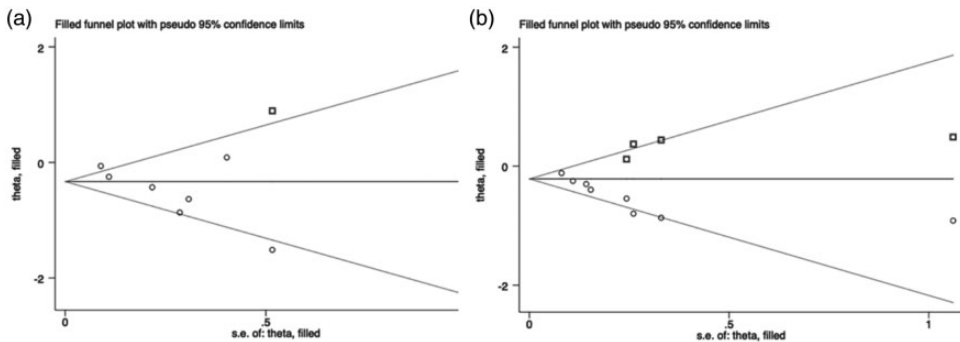 (a)
Filled funnel plot with pseudo 95% confidence limits
2
0
-2
theta, filled
0
.5
s.e. of: theta, filled
(b)
Filled funnel plot with pseudo 95% confidence limits
2
0
-2
theta, filled
0
.5
1
s.e. of: theta, filled